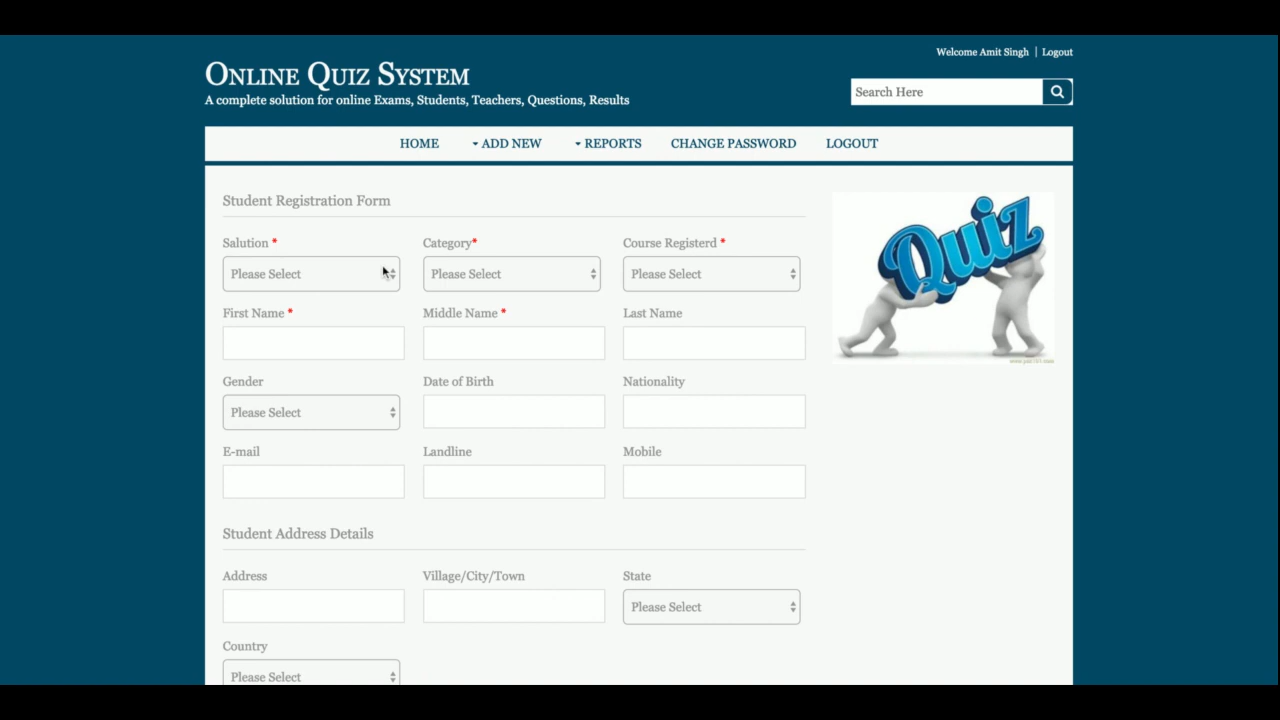 Welcome Amit Singh | Logout
ONLINE QUIZ SYSTEM
A complete solution for online Exams, Students, Teachers, Questions, Results
Search Here
HOME ADD NEW REPORTS CHANGE PASSWORD LOGOUT
Student Registration Form
Quiz
Salution * Category* Course Registerd *
Please Select Please Select Please Select
First Name * Middle Name * Last Name
Gender Date of Birth Nationality
Please Select
E-mail Landline Mobile
Student Address Details
Address Village/City/Town State
Please Select
Country
Please Select